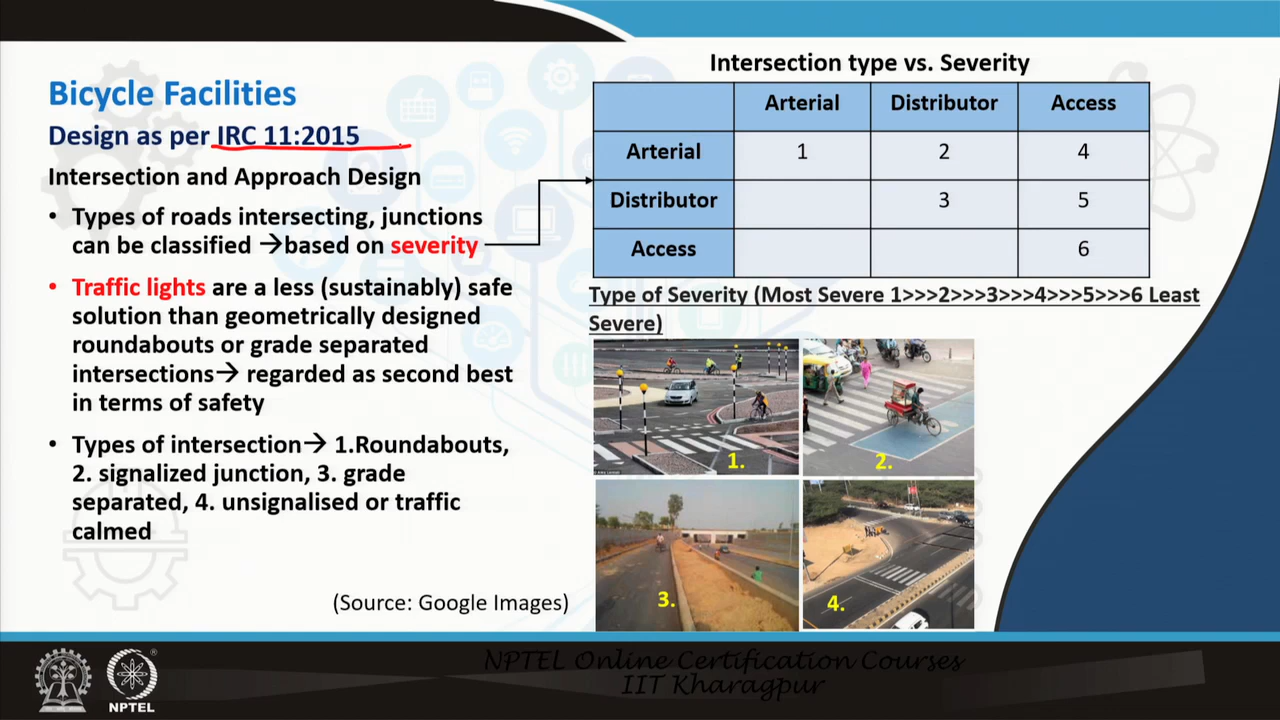 Bicycle Facilities
Design as per IRC 11:2015
Intersection and Approach Design
• Types of roads intersecting, junctions
can be classified →based on severity
• Traffic lights are a less (sustainably) safe
solution than geometrically designed
roundabouts or grade separated
intersections→ regarded as second best
in terms of safety
• Types of intersection→ 1.Roundabouts,
2. signalized junction, 3. grade
separated, 4. unsignalised or traffic
calmed
(Source: Google Images)
Intersection type vs. Severity
Arterial Distributor Access
Arterial 1 2 4
Distributor 3 5
Access 6
Type of Severity (Most Severe 1>>>2>>>3>>>4>>>5>>>6 Least
Severe)
1.
2.
3.
4.
NPTEL Online Certification Courses
IIT Kharagpur
NPTEL